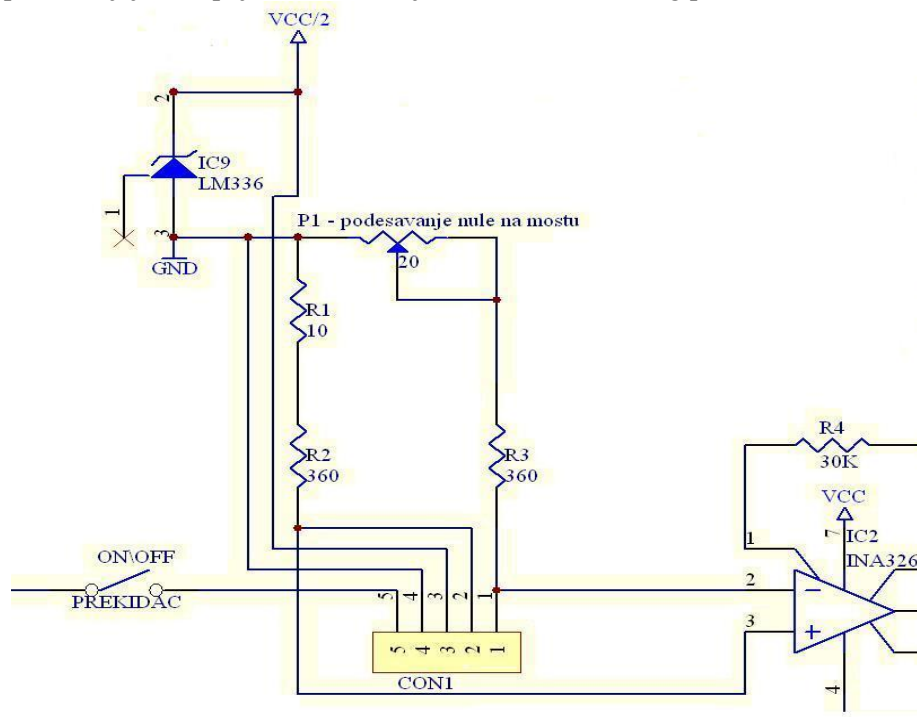 VCC/2
2
IC9
LM336
1
3
GND
P1 - podesavanje nule na mostu
20
R1
10
R2
360
R3
360
R4
30K
VCC
7
IC2
INA326
1
2
3
4
ON\OFF
PREKIDAC
5 4 3 2 1
5 4 3 2 1
CON1